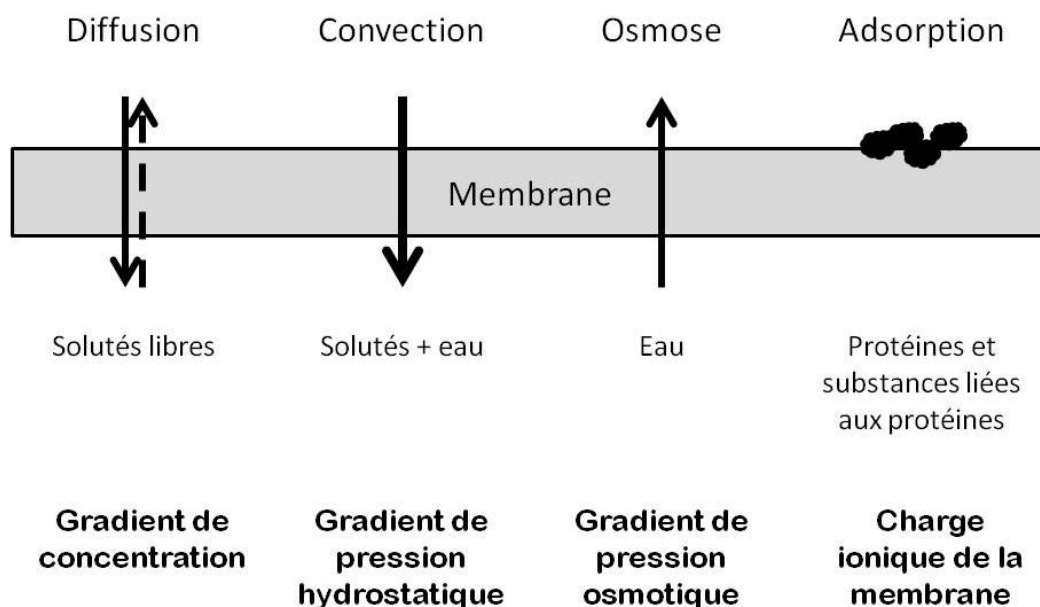 Diffusion Convection Osmose Adsorption
Membrane
Solutés libres Solutés + eau Eau Protéines et
substances liées
aux protéines
Gradient de Gradient de Gradient de Charge
concentration pression pression ionique de la
hydrostatique osmotique membrane